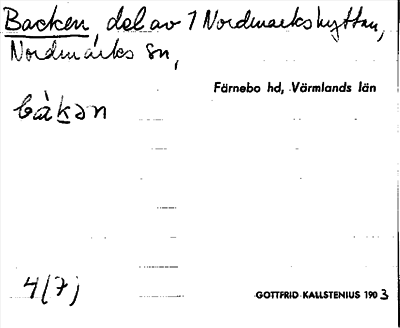 Backen, del av 1 Nordmarkshyttan,
Nordmarks sn,
Färnebo hd, Värmlands län
bàkən
4(7)
GOTTFRID KALLSTENIUS 1903